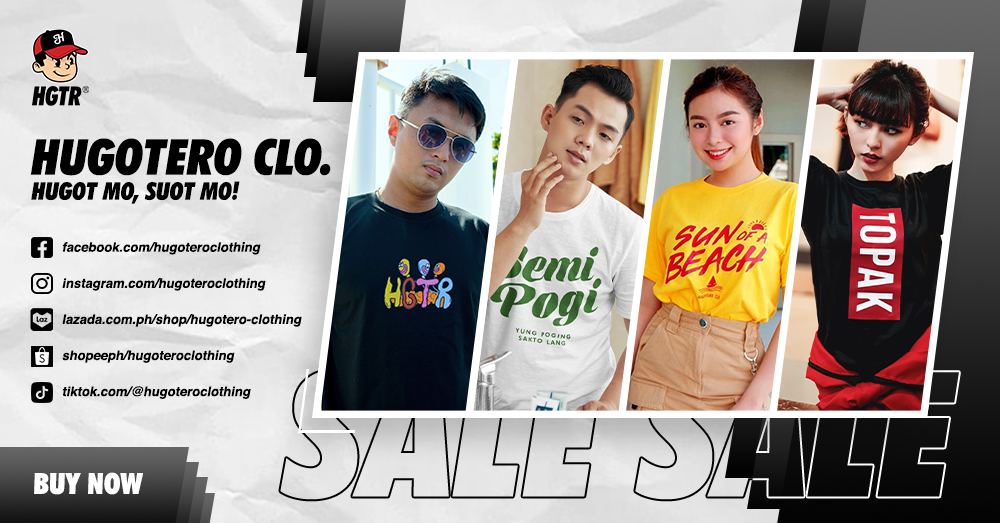 HGTR®
HUGOTERO CLO.
HUGOT MO, SUOT MO!
facebook.com/hugoteroclothing
instagram.com/hugoteroclothing
Laz
lazada.com.ph/shop/hugotero-clothing
shopeeph/hugoteroclothing
tiktok.com/@hugoteroclothing
BUY NOW
HGTR
Semi
Pogi
YUNG POGING
SAKTO LANG
SUN OF A
BEACH
TOPAK
SALE SALE